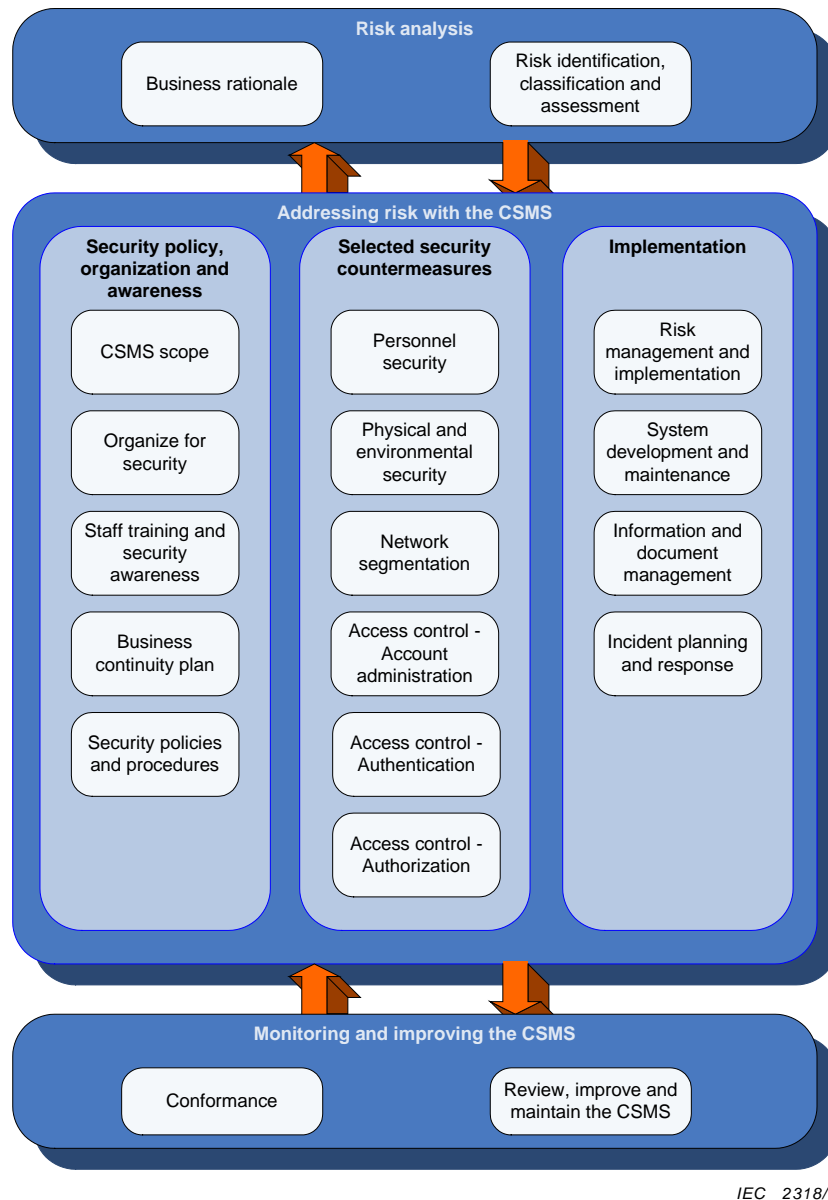 Risk analysis
Business rationale
Risk identification,
classification and
assessment
Addressing risk with the CSMS
Security policy,
organization and
awareness
CSMS scope
Organize for
security
Staff training and
security
awareness
Business
continuity plan
Security policies
and procedures
Selected security
countermeasures
Personnel
security
Physical and
environmental
security
Network
segmentation
Access control -
Account
administration
Access control -
Authentication
Access control -
Authorization
Implementation
Risk
management and
implementation
System
development and
maintenance
Information and
document
management
Incident planning
and response
Monitoring and improving the CSMS
Conformance
Review, improve and
maintain the CSMS
IEC 2318/